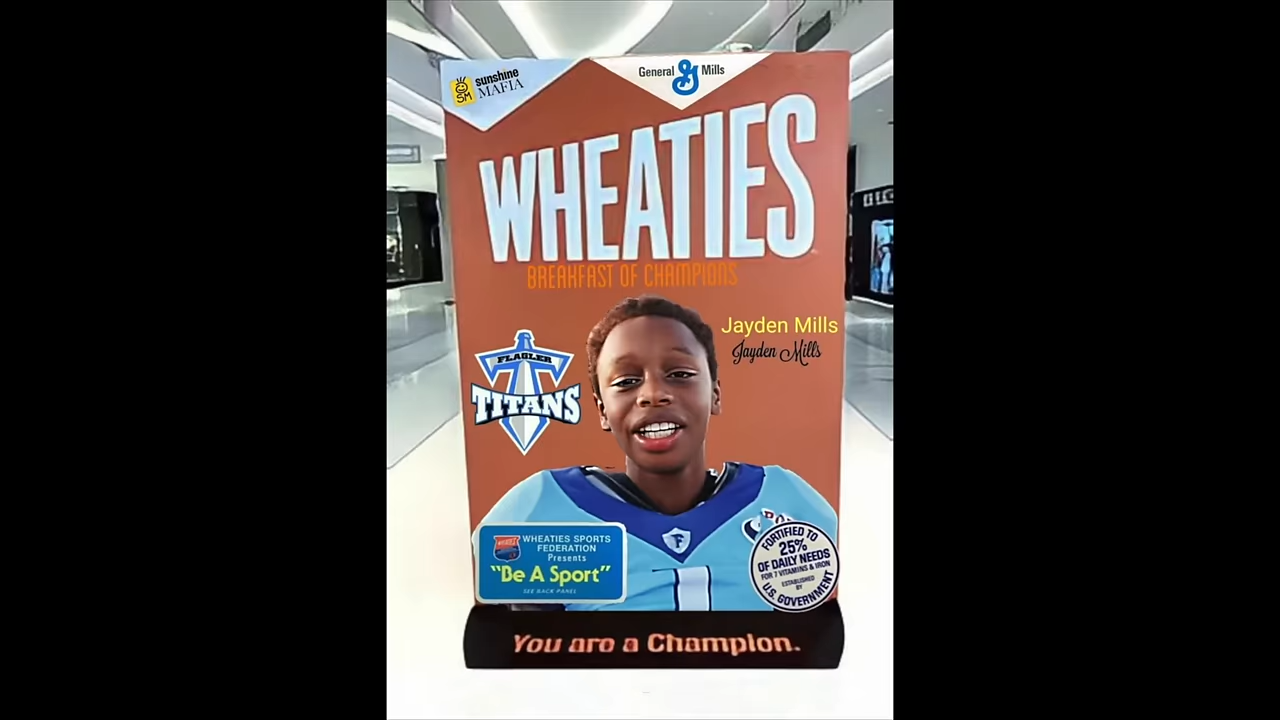 sunshine
MAFIA
SM
General Mills
WHEATIES
BREAKFAST OF CHAMPIONS
Jayden Mills
Jayden Mills
FLAGLER
TITANS
WHEATIES SPORTS
FEDERATION
Presents
"Be A Sport"
SEE BACK PANEL
FORTIFIED TO
25%
OF DAILY NEEDS
FOR 7 VITAMINS & IRON
ESTABLISHED
BY
U.S. GOVERNMENT
You are a Champion.